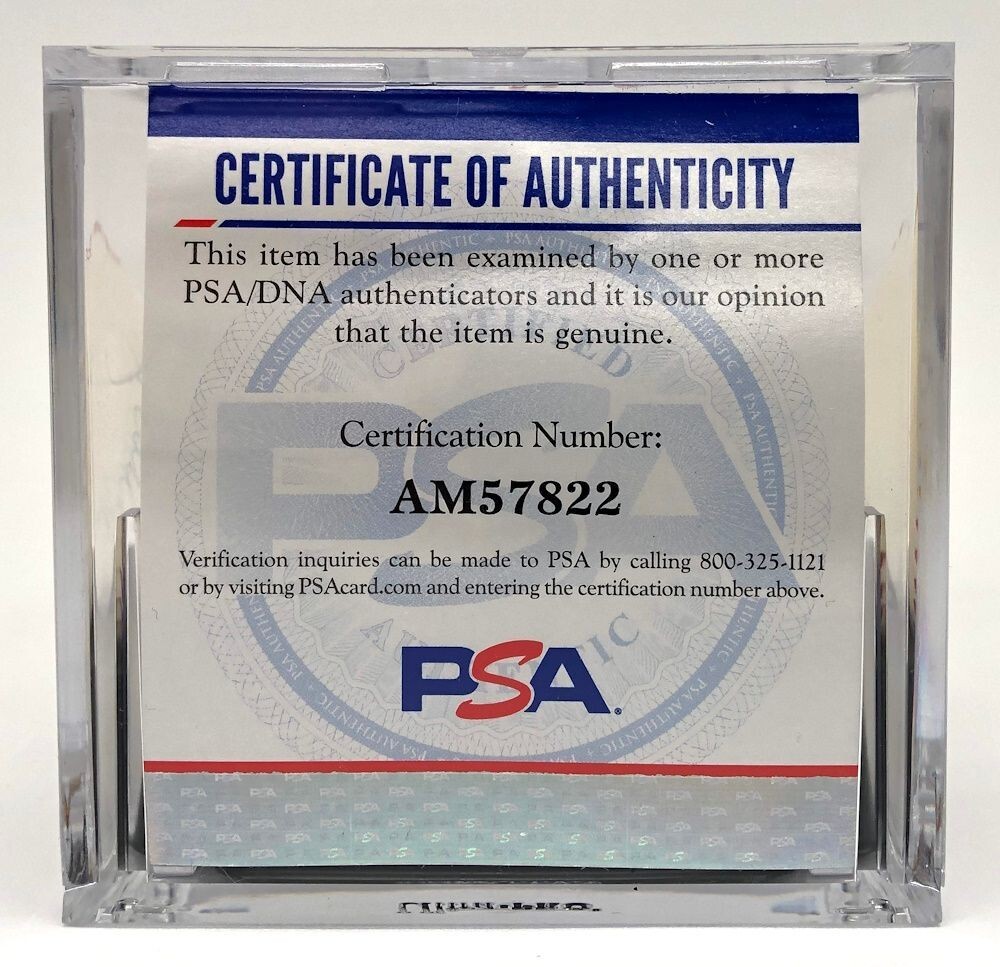 CERTIFICATE OF AUTHENTICITY
This item has been examined by one or more
PSA/DNA authenticators and it is our opinion
that the item is genuine.
Certification Number:
AM57822
Verification inquiries can be made to PSA by calling 800-325-1121
or by visiting PSAcard.com and entering the certification number above.
PSA